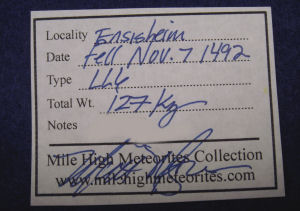 Locality Ensisheim
Date Fell Nov. 7 1492
Type LL6
Total Wt. 127 Kg
Notes
Mile High Meteorites Collection
www.milehighmeteorites.com